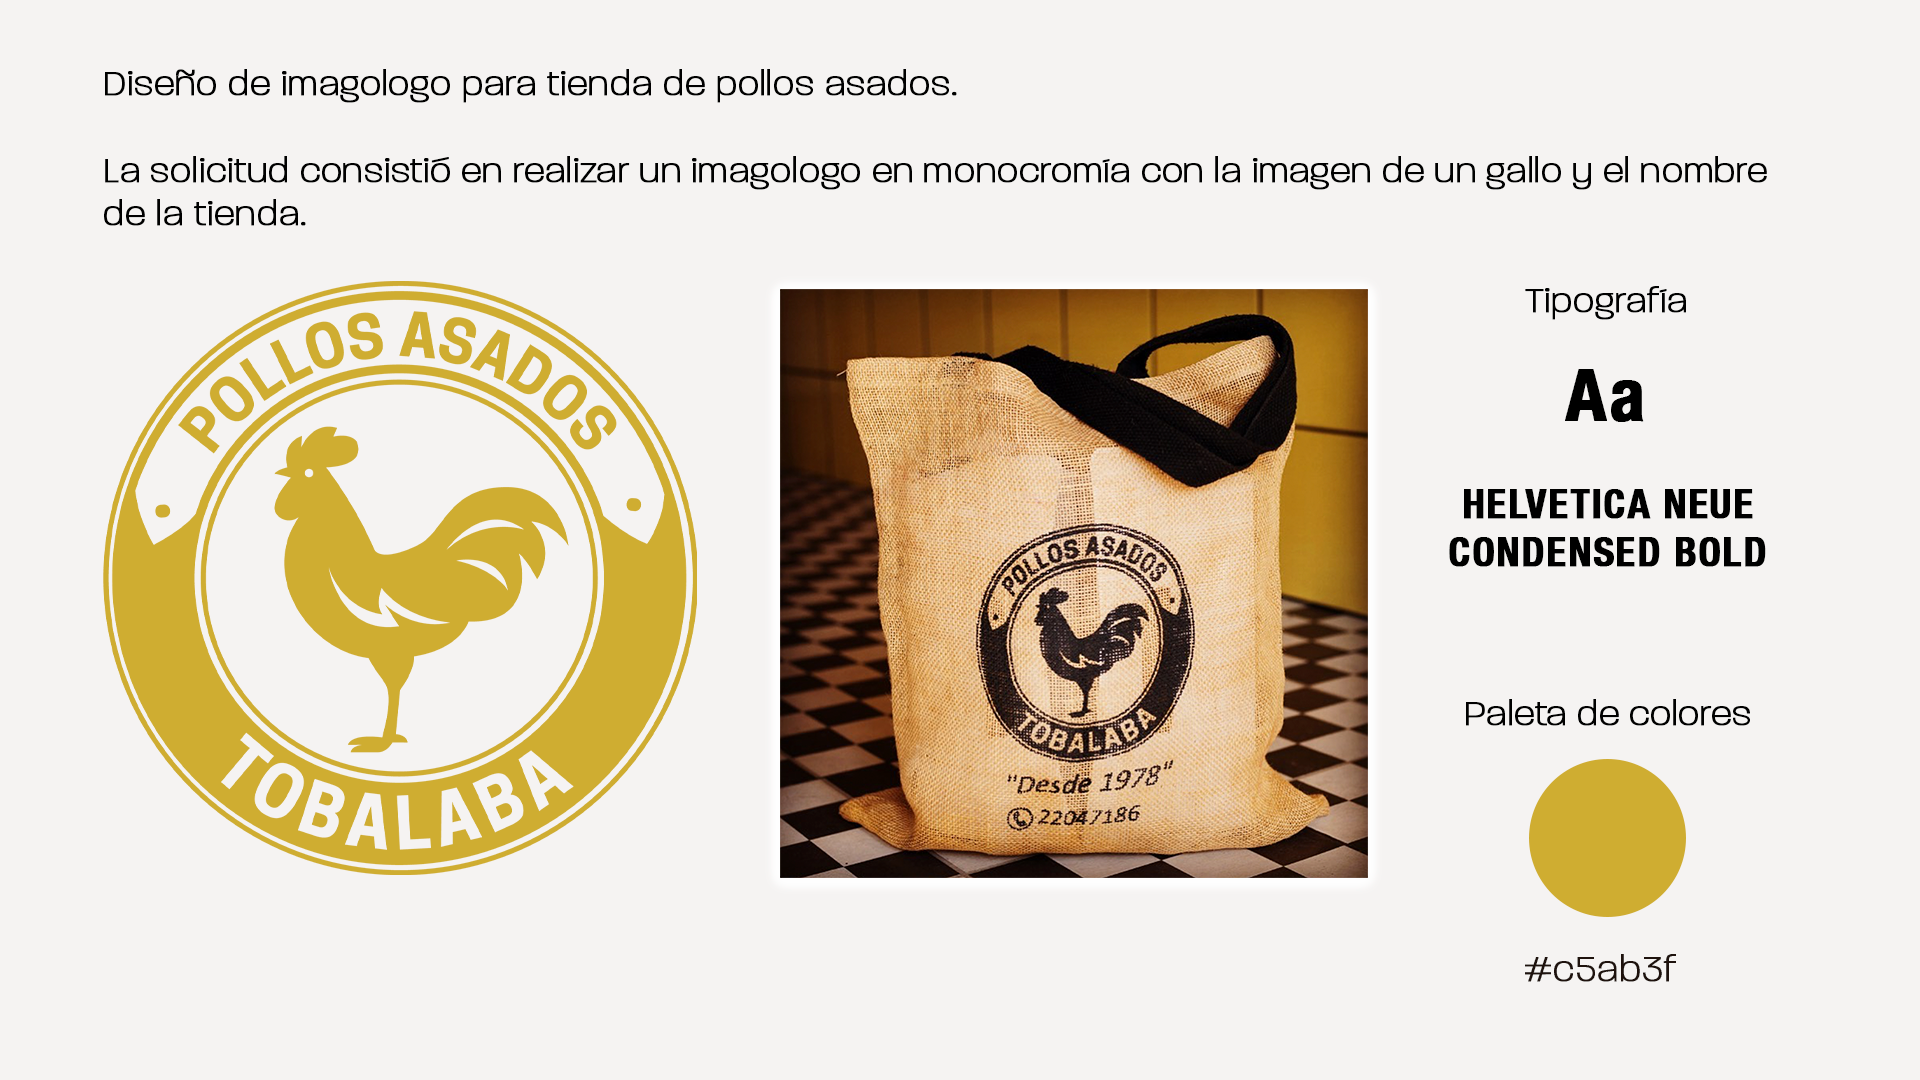 Diseño de imagologo para tienda de pollos asados.
La solicitud consistió en realizar un imagologo en monocromía con la imagen de un gallo y el nombre
de la tienda.
POLLOS ASADOS
TOBALABA
POLLOS ASADOS
TOBALABA
"Desde 1978"
22047186
Tipografía
Aa
HELVETICA NEUE
CONDENSED BOLD
Paleta de colores
#c5ab3f